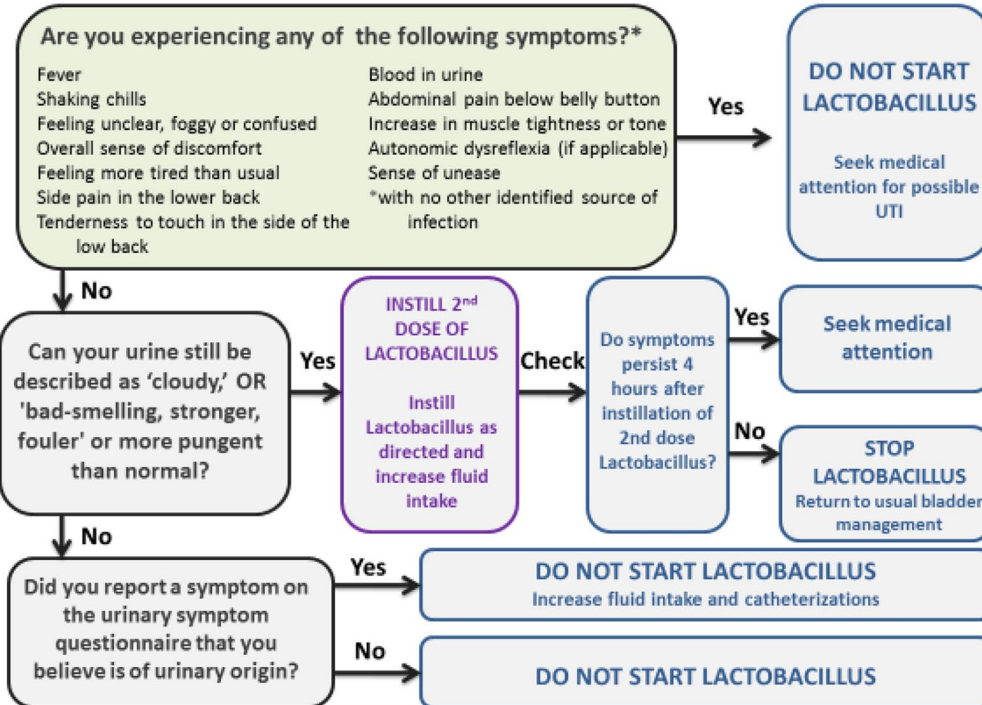 Are you experiencing any of the following symptoms?*
Fever
Shaking chills
Feeling unclear, foggy or confused
Overall sense of discomfort
Feeling more tired than usual
Side pain in the lower back
Tenderness to touch in the side of the
low back
Blood in urine
Abdominal pain below belly button
Increase in muscle tightness or tone
Autonomic dysreflexia (if applicable)
Sense of unease
*with no other identified source of
infection
Yes
DO NOT START
LACTOBACILLUS
Seek medical
attention for possible
UTI
No
Can your urine still be
described as ‘cloudy,’ OR
'bad-smelling, stronger,
fouler' or more pungent
than normal?
Yes
INSTILL 2nd
DOSE OF
LACTOBACILLUS
Instill
Lactobacillus as
directed and
increase fluid
intake
Check
Do symptoms
persist 4
hours after
instillation of
2nd dose
Lactobacillus?
Yes
Seek medical
attention
No
STOP
LACTOBACILLUS
Return to usual bladder
management
No
Did you report a symptom on
the urinary symptom
questionnaire that you
believe is of urinary origin?
Yes
DO NOT START LACTOBACILLUS
Increase fluid intake and catheterizations
No
DO NOT START LACTOBACILLUS